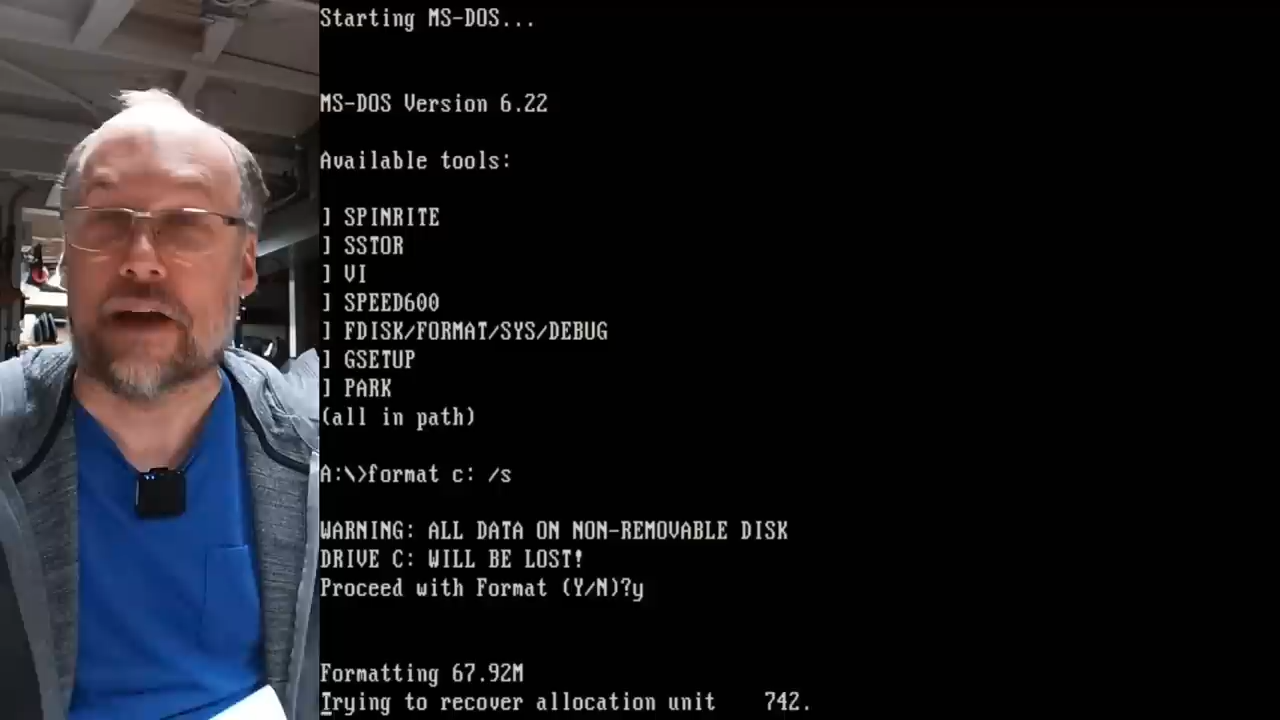 Starting MS-DOS...
MS-DOS Version 6.22
Available tools:
] SPINRITE
] SSTOR
] VI
] SPEED600
] FDISK/FORMAT/SYS/DEBUG
] GSETUP
] PARK
(all in path)
A:\>format c: /s
WARNING: ALL DATA ON NON-REMOVABLE DISK
DRIVE C: WILL BE LOST!
Proceed with Format (Y/N)?y
Formatting 67.92M
Trying to recover allocation unit    742.